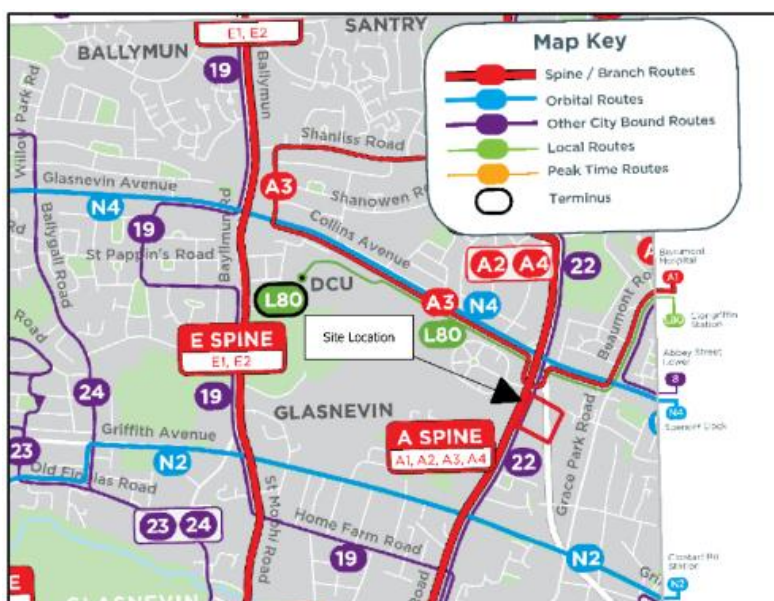 SANTRY
BALLYMUN
E1, E2
19
Ballymun
Willow Park Rd
Map Key
Spine / Branch Routes
Orbital Routes
Other City Bound Routes
Local Routes
Peak Time Routes
Terminus
Shanliss Road
A3
Shanowen R
Glasnevin Avenue
N4
Collins Avenue
19
St Pappin's Road
Ballygall Road
Rd
Bayllmun Rd
DCU
L80
A2 A4
22
Beaumont Ro
A
Beaumont
Hospital
A1
A3
N4
L80
L80
Clongriffin
Station
Site Location
Road
E SPINE
E1, E2
Abbey Street
Lower
8
24
19
GLASNEVIN
N4
Spencer Dock
Griffith Avenue
A SPINE
A1, A2, A3, A4
22
Grace Park Road
23
N2
Old Finglas Road
St Mobhi Road
23 24
Home Farm Road
19
N2
Road
Contact Rd
Station
N2
Gri
E
GLASNEVIN